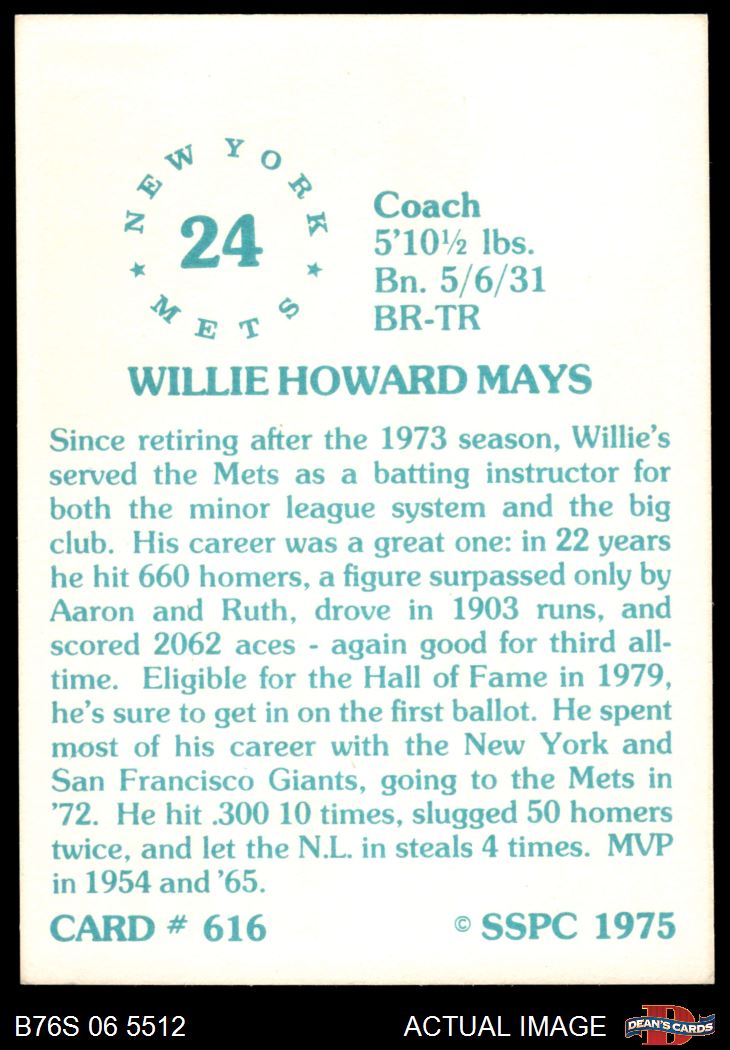 NEW YORK
24
METS
Coach
5'10½ lbs.
Bn. 5/6/31
BR-TR
WILLIE HOWARD MAYS
Since retiring after the 1973 season, Willie's
served the Mets as a batting instructor for
both the minor league system and the big
club. His career was a great one: in 22 years
he hit 660 homers, a figure surpassed only by
Aaron and Ruth, drove in 1903 runs, and
scored 2062 aces - again good for third all-
time. Eligible for the Hall of Fame in 1979,
he's sure to get in on the first ballot. He spent
most of his career with the New York and
San Francisco Giants, going to the Mets in
'72. He hit .300 10 times, slugged 50 homers
twice, and let the N.L. in steals 4 times. MVP
in 1954 and '65.
CARD # 616 © SSPC 1975
B76S 06 5512 ACTUAL IMAGE D DEAN'S CARDS